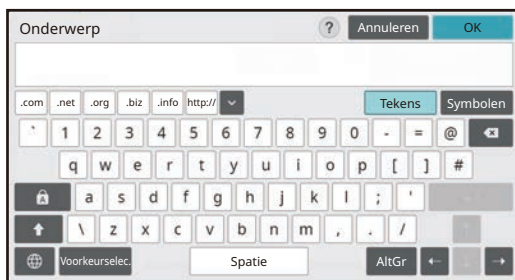 Onderwerp ? Annuleren OK
.com .net .org .biz .info http:// Tekens Symbolen
` 1 2 3 4 5 6 7 8 9 0 - = @
q w e r t y u i o p [ ] #
A a s d f g h j k l ; '
\ z x c v b n m , . /
Voorkeurselec. Spatie AltGr